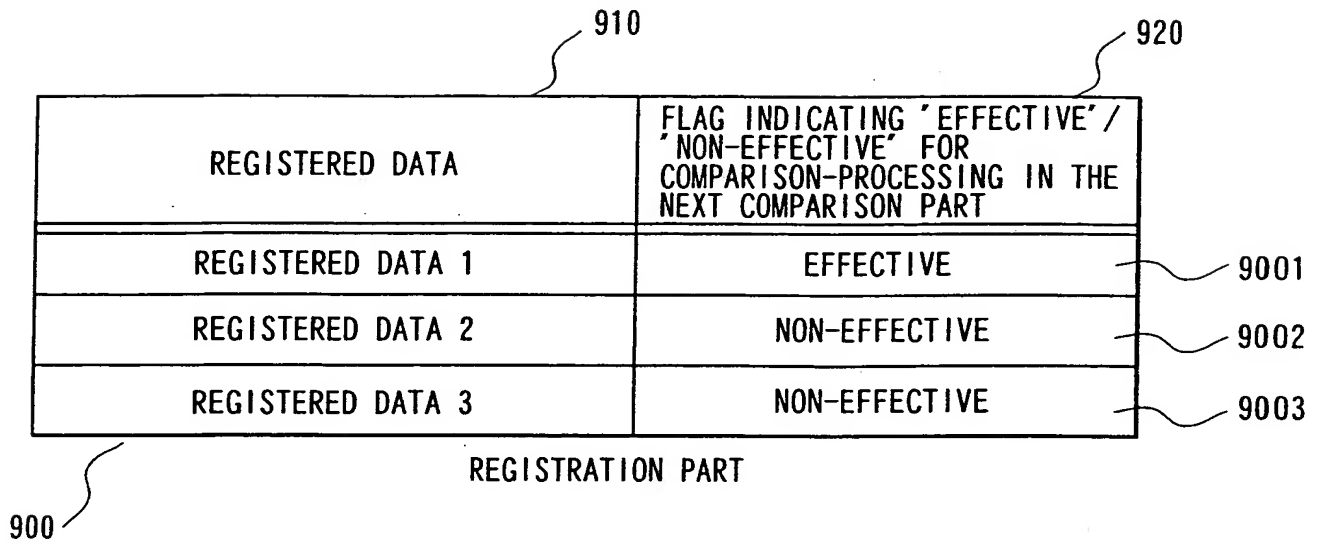 910
920
REGISTERED DATA
FLAG INDICATING 'EFFECTIVE'/
'NON-EFFECTIVE' FOR
COMPARISON-PROCESSING IN THE
NEXT COMPARISON PART
REGISTERED DATA 1
EFFECTIVE
9001
REGISTERED DATA 2
NON-EFFECTIVE
9002
REGISTERED DATA 3
NON-EFFECTIVE
9003
REGISTRATION PART
900